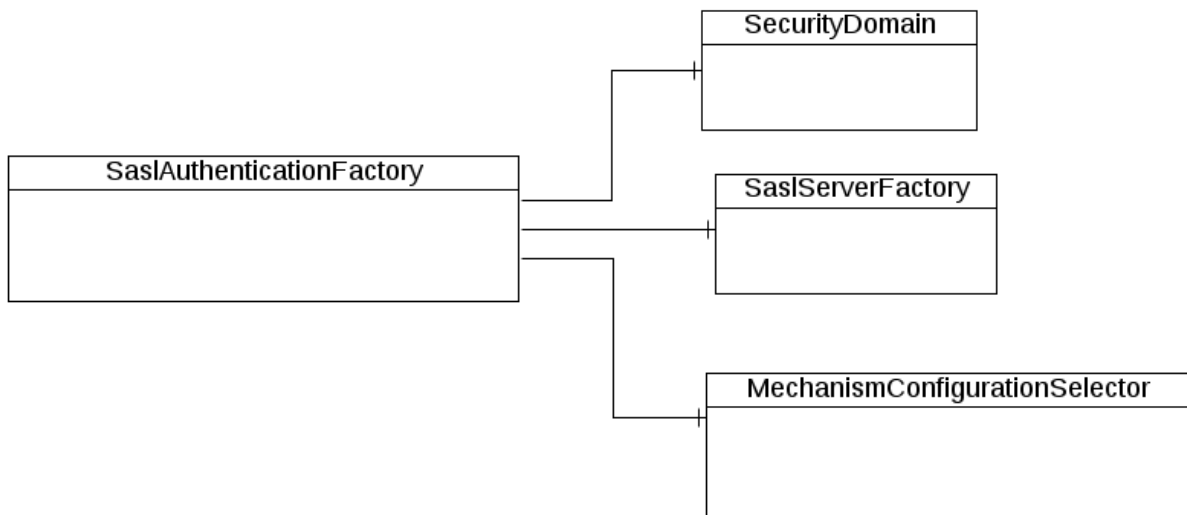 SecurityDomain
SaslAuthenticationFactory
SaslServerFactory
MechanismConfigurationSelector